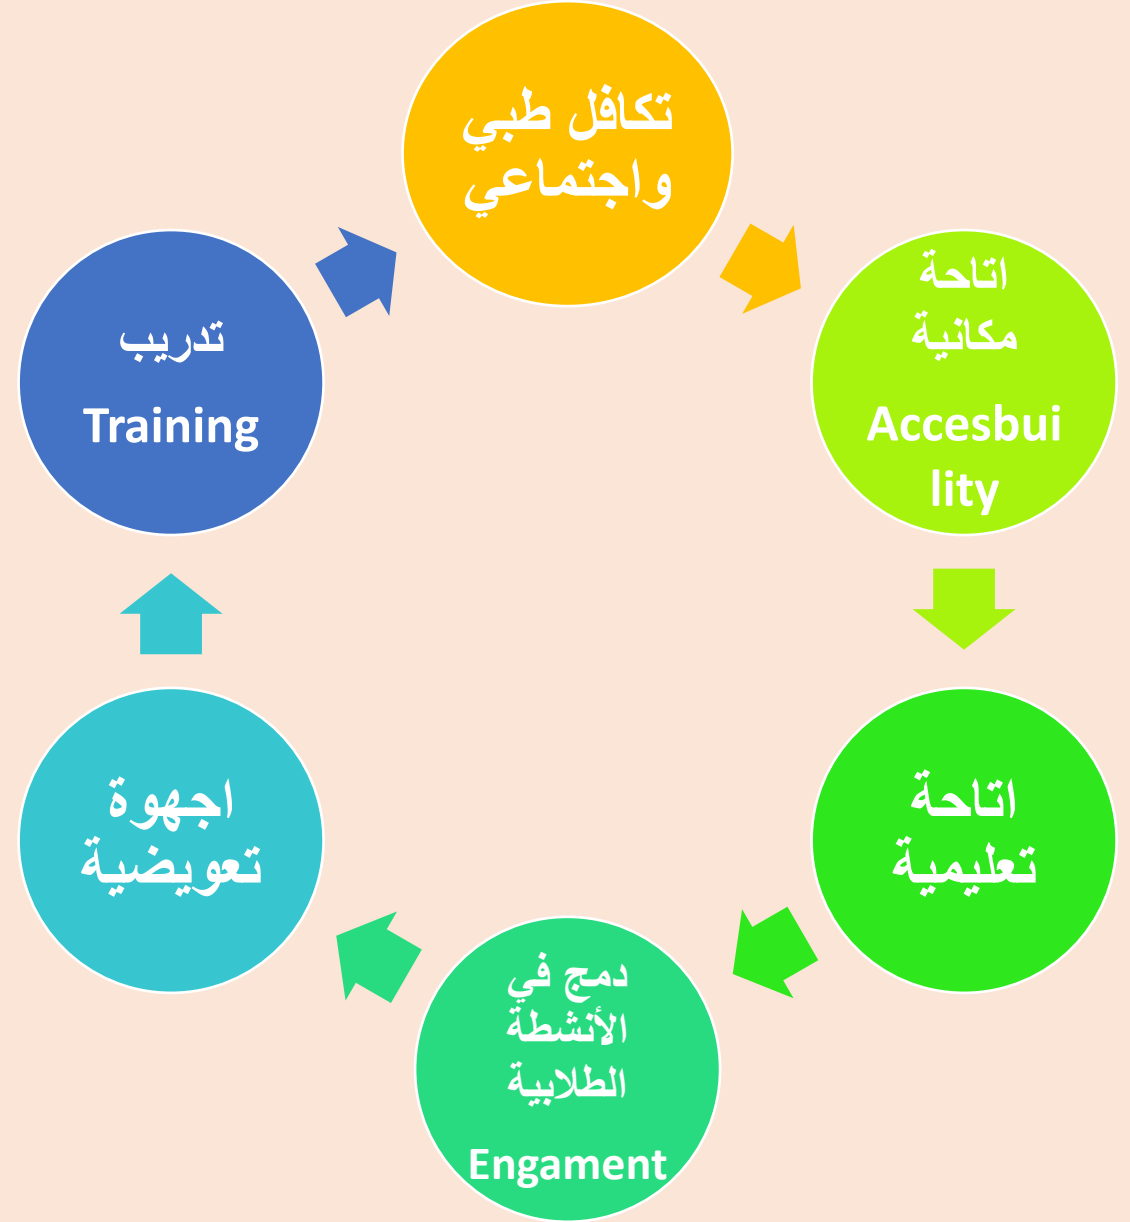 تكافل طبي
واجتماعي
اتاحة
مكانية
Accesbui
lity
اتاحة
تعليمية
دمج في
الأنشطة
الطلابية
Engament
اجهوة
تعويضية
تدريب
Training